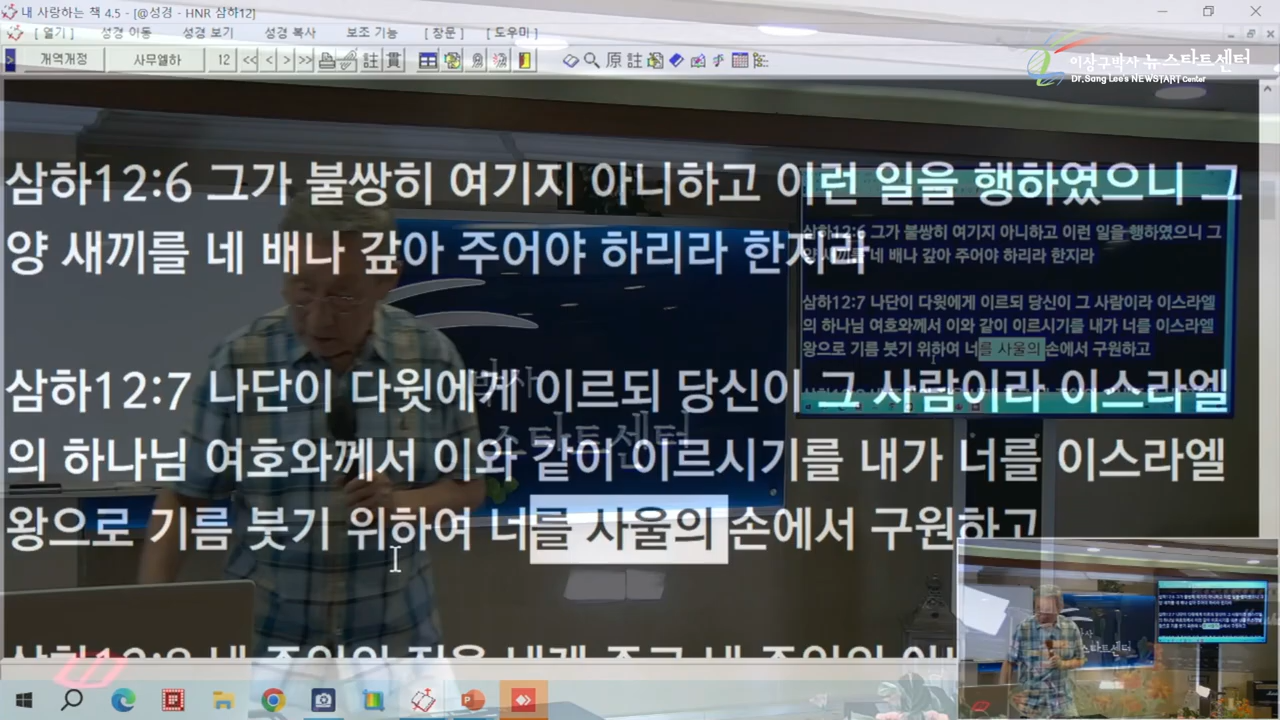 내 사랑하는 책 4.5 - [@성경 - HNR 삼하12]
[ 열기 ] 성경 이동 성경 보기 성경 복사 보조 기능 [ 창문 ] [ 도우미 ]
개역개정 사무엘하 12 << < > >>
이상구박사 뉴스타트센터
Dr.Sang Lee's NEWSTART Center
삼하12:6 그가 불쌍히 여기지 아니하고 이런 일을 행하였으니 그
양 새끼를 네 배나 갚아 주어야 하리라 한지라
삼하12:7 나단이 다윗에게 이르되 당신이 그 사람이라 이스라엘
의 하나님 여호와께서 이와 같이 이르시기를 내가 너를 이스라엘
왕으로 기름 붓기 위하여 너를 사울의 손에서 구원하고
삼하12:6 그가 불쌍히 여기지 아니하고 이런 일을 행하였으니 그
양 새끼를 네 배나 갚아 주어야 하리라 한지라
삼하12:7 나단이 다윗에게 이르되 당신이 그 사람이라 이스라엘
의 하나님 여호와께서 이와 같이 이르시기를 내가 너를 이스라엘
왕으로 기름 붓기 위하여 너를 사울의 손에서 구원하고
박사
스타트센터